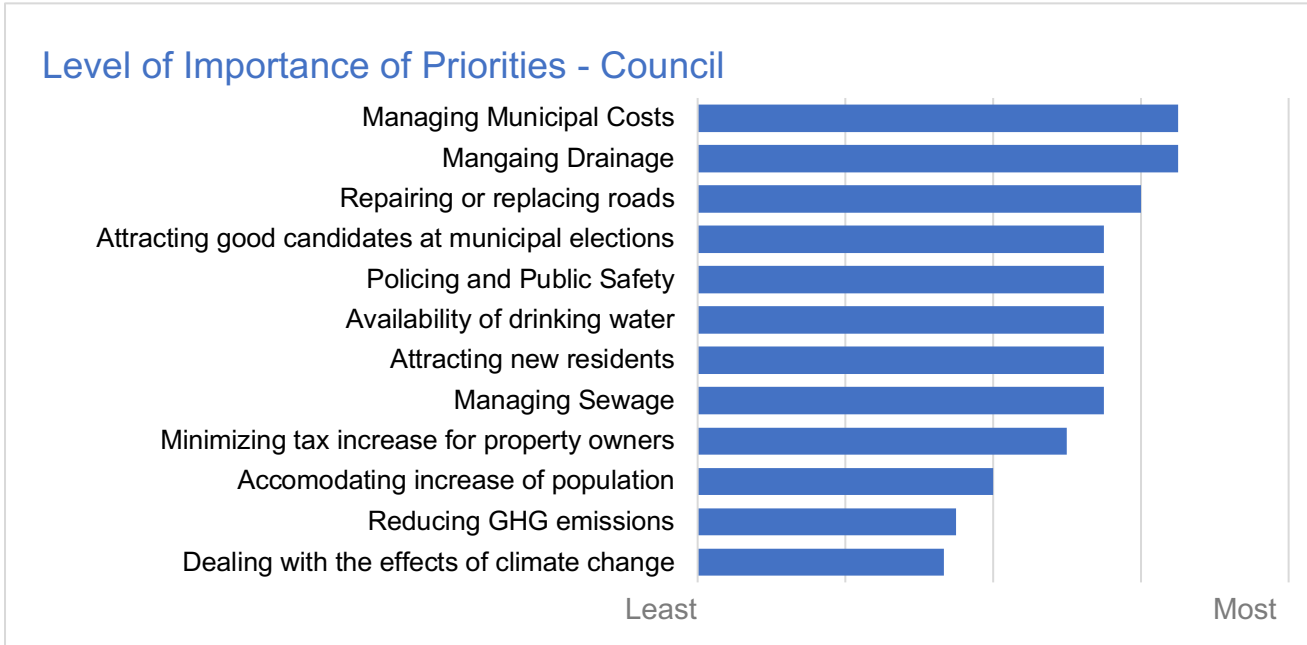 Level of Importance of Priorities - Council
Managing Municipal Costs
Mangaing Drainage
Repairing or replacing roads
Attracting good candidates at municipal elections
Policing and Public Safety
Availability of drinking water
Attracting new residents
Managing Sewage
Minimizing tax increase for property owners
Accomodating increase of population
Reducing GHG emissions
Dealing with the effects of climate change
Least Most